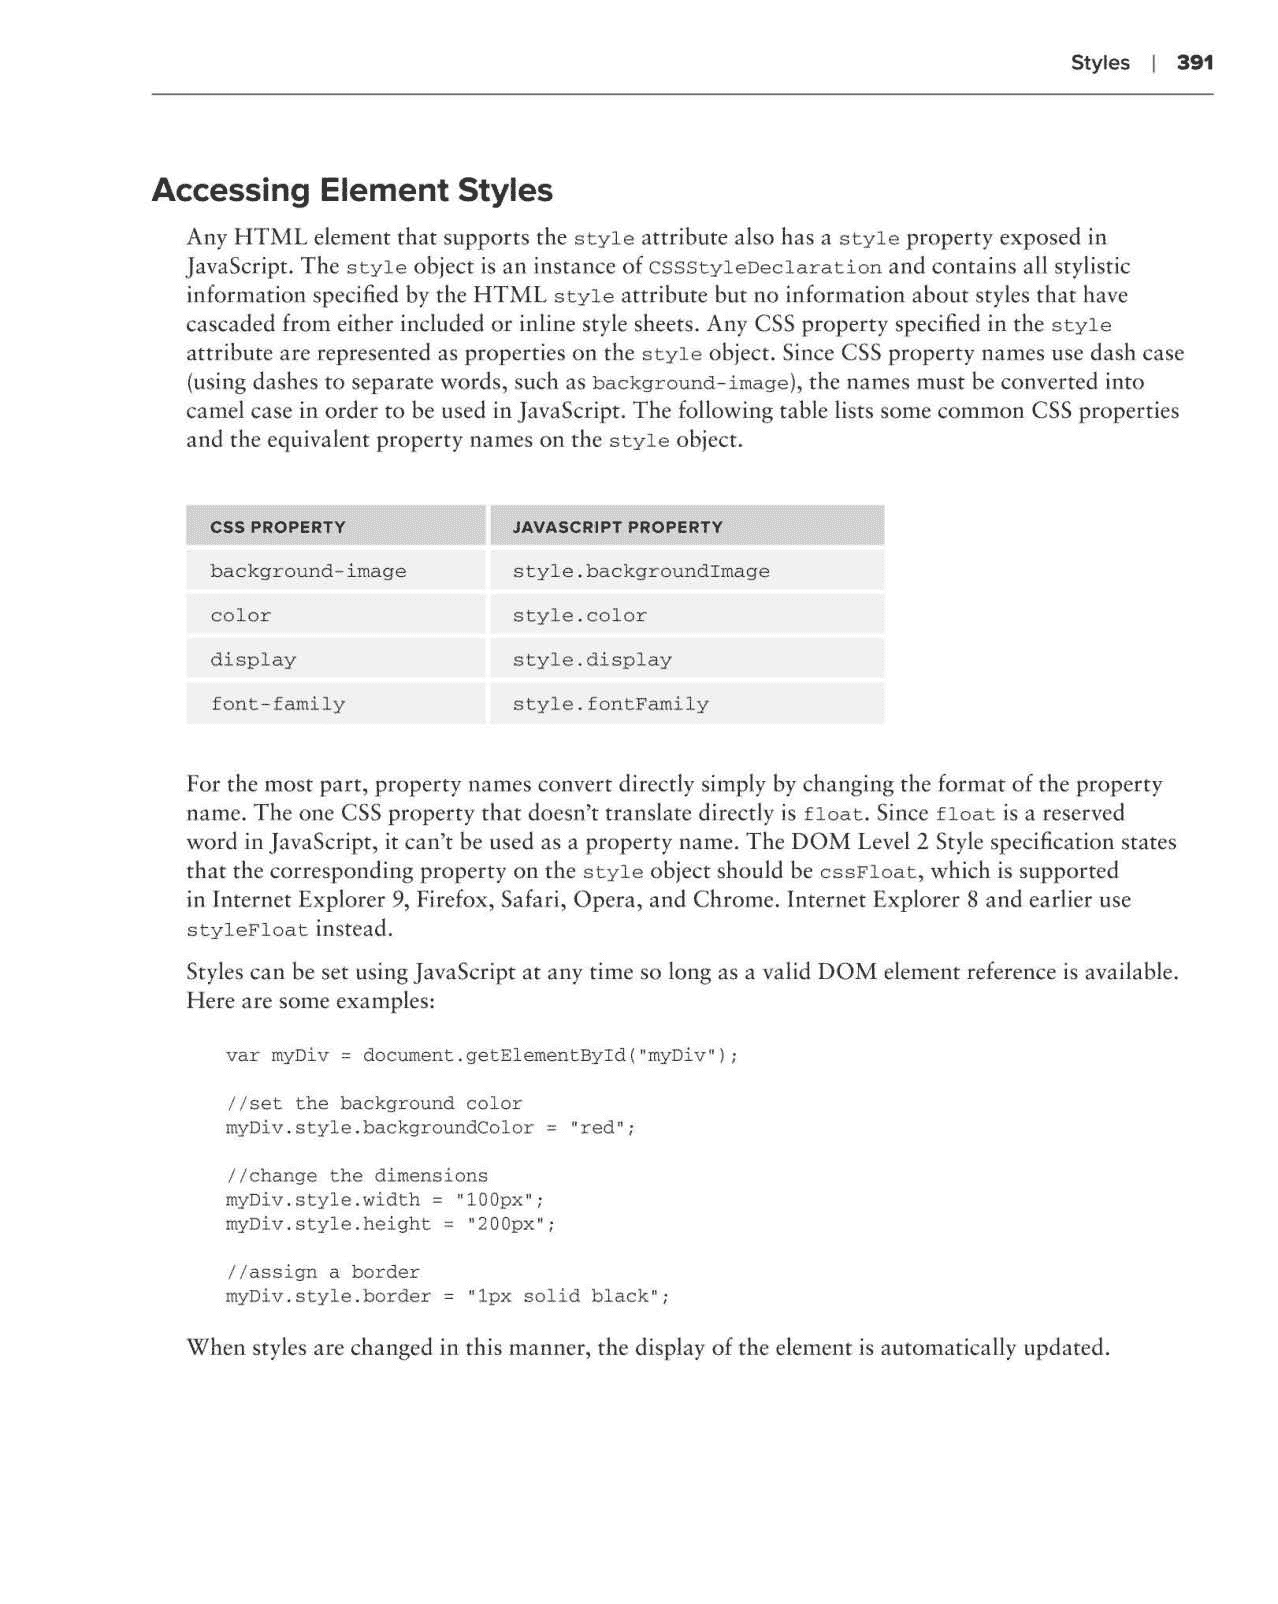 Styles | 391
Accessing Element Styles
Any HTML element that supports the style attribute also has a style property exposed in
JavaScript. The style object is an instance of CSSStyleDeclaration and contains all stylistic
information specified by the HTML style attribute but no information about styles that have
cascaded from either included or inline style sheets. Any CSS property specified in the style
attribute are represented as properties on the style object. Since CSS property names use dash case
(using dashes to separate words, such as background-image), the names must be converted into
camel case in order to be used in JavaScript. The following table lists some common CSS properties
and the equivalent property names on the style object.
CSS PROPERTY JAVASCRIPT PROPERTY
background-image style.backgroundImage
color style.color
display style.display
font-family style.fontFamily
For the most part, property names convert directly simply by changing the format of the property
name. The one CSS property that doesn't translate directly is float. Since float is a reserved
word in JavaScript, it can't be used as a property name. The DOM Level 2 Style specification states
that the corresponding property on the style object should be cssFloat, which is supported
in Internet Explorer 9, Firefox, Safari, Opera, and Chrome. Internet Explorer 8 and earlier use
styleFloat instead.
Styles can be set using JavaScript at any time so long as a valid DOM element reference is available.
Here are some examples:
var myDiv = document.getElementById("myDiv");
//set the background color
myDiv.style.backgroundColor = "red";
//change the dimensions
myDiv.style.width = "100px";
myDiv.style.height = "200px";
//assign a border
myDiv.style.border = "1px solid black";
When styles are changed in this manner, the display of the element is automatically updated.